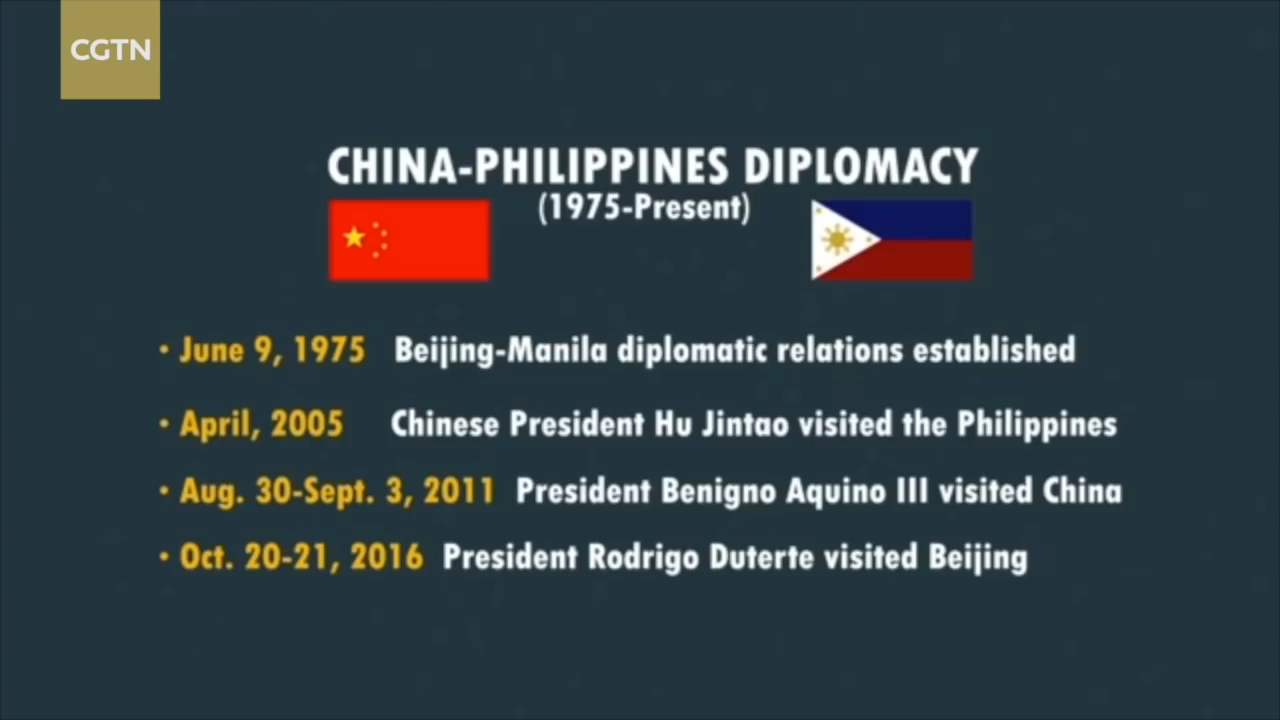 CGTN
CHINA-PHILIPPINES DIPLOMACY
(1975-Present)
• June 9, 1975 Beijing-Manila diplomatic relations established
• April, 2005 Chinese President Hu Jintao visited the Philippines
• Aug. 30-Sept. 3, 2011 President Benigno Aquino III visited China
• Oct. 20-21, 2016 President Rodrigo Duterte visited Beijing